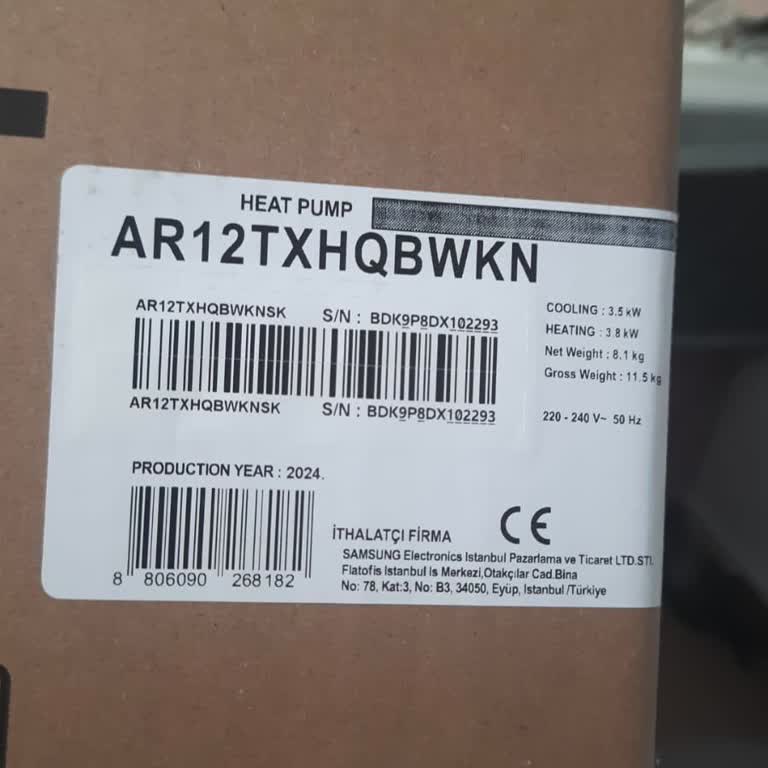 HEAT PUMP
AR12TXHQBWKN
AR12TXHQBWKNSK S/N : BDK9P8DX102293
AR12TXHQBWKNSK S/N : BDK9P8DX102293
COOLING : 3.5 kW
HEATING : 3.8 kW
Net Weight : 8.1 kg
Gross Weight : 11.5 kg
220 - 240 V~ 50 Hz
PRODUCTION YEAR : 2024.
8 806090 268182
CE
İTHALATÇI FİRMA
SAMSUNG Electronics Istanbul Pazarlama ve Ticaret LTD.STI.
Flatofis Istanbul Is Merkezi,Otakçılar Cad.Bina
No: 78, Kat:3, No: B3, 34050, Eyüp, Istanbul /Türkiye